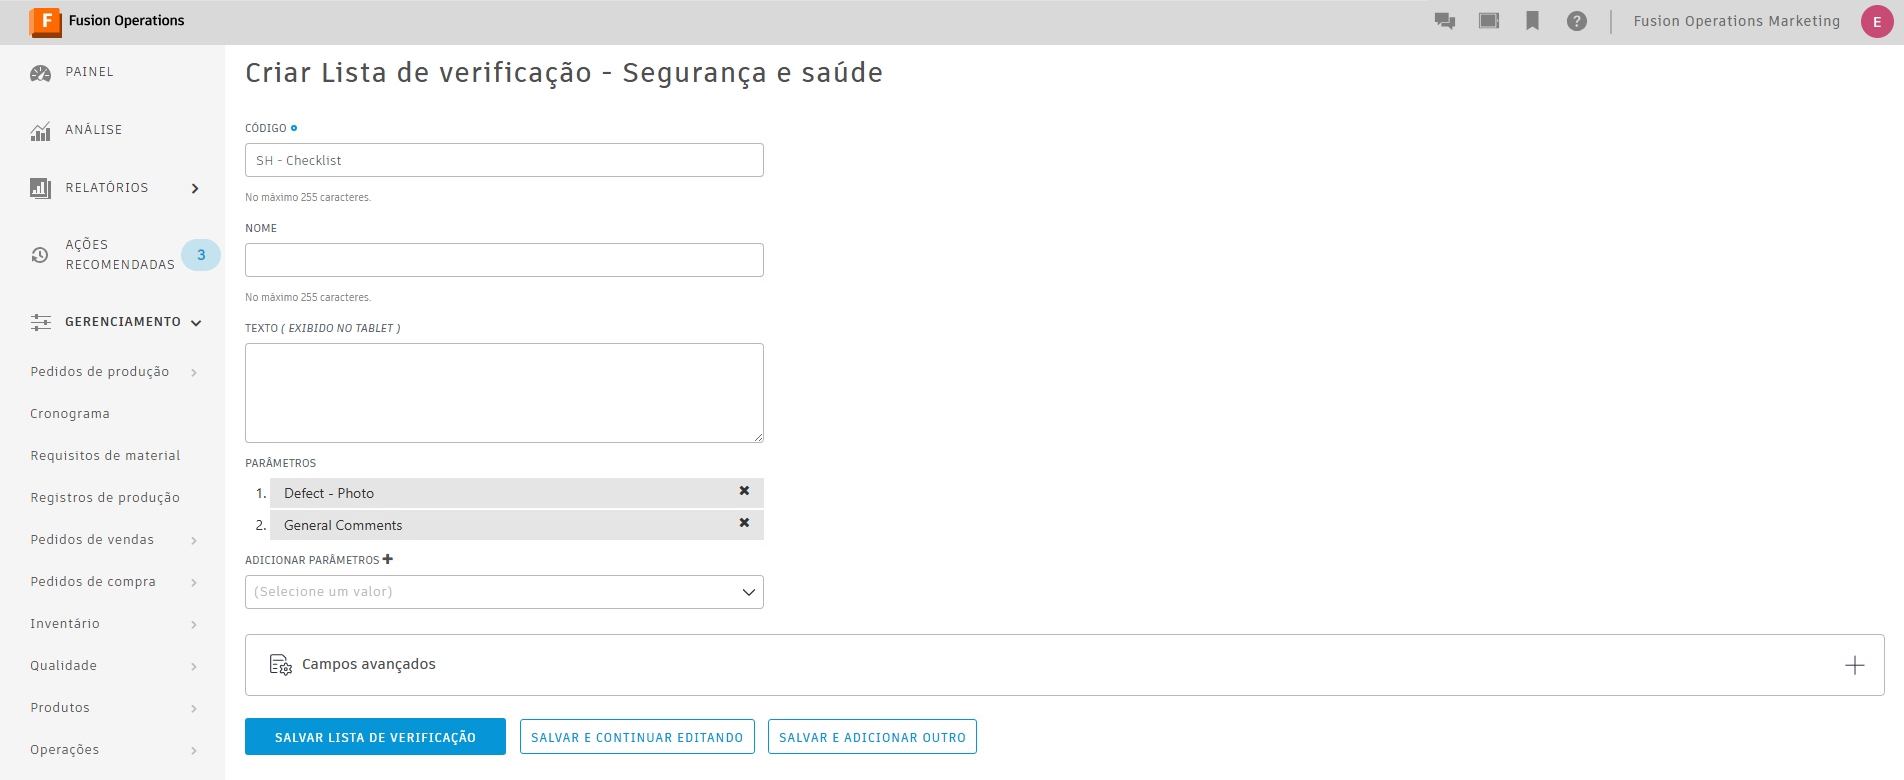 F Fusion Operations
Fusion Operations Marketing
E
PAINEL
ANÁLISE
RELATÓRIOS
AÇÕES
RECOMENDADAS
3
GERENCIAMENTO
Pedidos de produção
Cronograma
Requisitos de material
Registros de produção
Pedidos de vendas
Pedidos de compra
Inventário
Qualidade
Produtos
Operações
Criar Lista de verificação - Segurança e saúde
CÓDIGO
SH - Checklist
No máximo 255 caracteres.
NOME
No máximo 255 caracteres.
TEXTO ( EXIBIDO NO TABLET )
PARÂMETROS
1. Defect - Photo
2. General Comments
ADICIONAR PARÂMETROS
(Selecione um valor)
Campos avançados
SALVAR LISTA DE VERIFICAÇÃO
SALVAR E CONTINUAR EDITANDO
SALVAR E ADICIONAR OUTRO